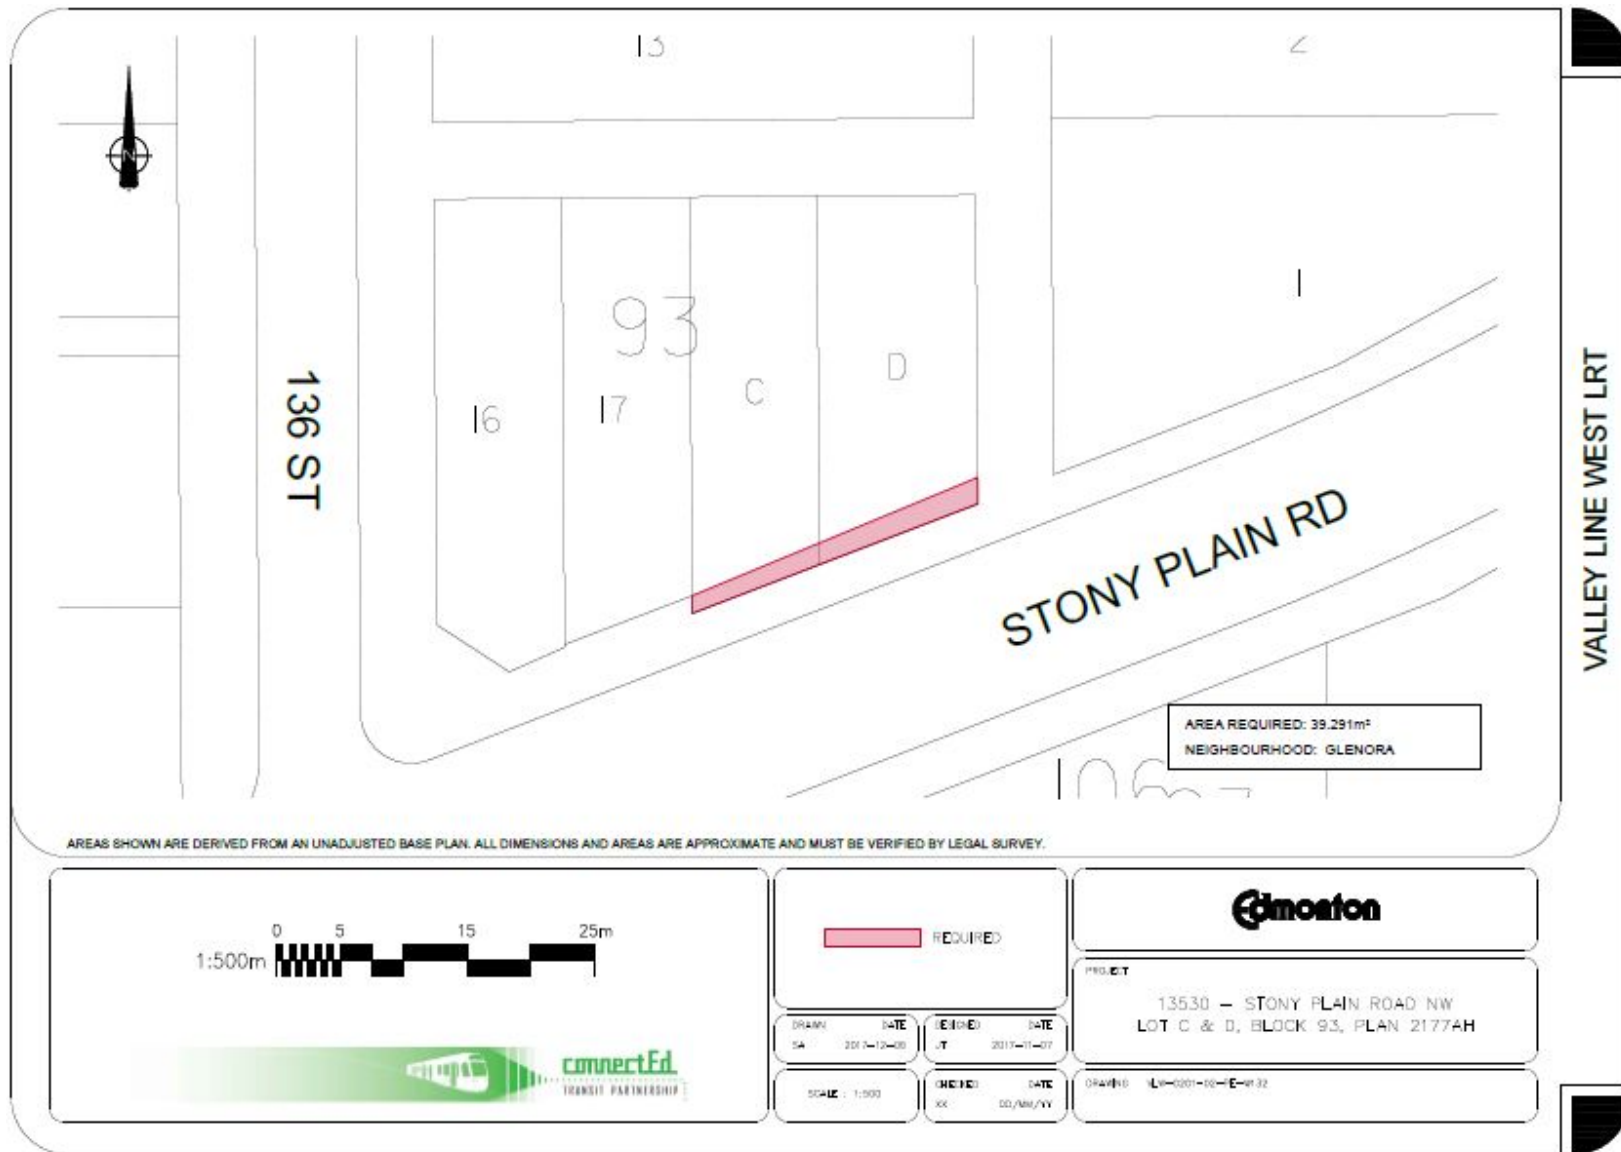 13
2
N
93
1
D
C
16
17
136 ST
STONY PLAIN RD
VALLEY LINE WEST LRT
AREA REQUIRED: 39.291m²
NEIGHBOURHOOD: GLENORA
AREAS SHOWN ARE DERIVED FROM AN UNADJUSTED BASE PLAN. ALL DIMENSIONS AND AREAS ARE APPROXIMATE AND MUST BE VERIFIED BY LEGAL SURVEY.
0 5 15 25m
1:500m
connectEd
TRANSIT PARTNERSHIP
REQUIRED
DRAWN DATE
SA
DESIGNED DATE
JT 2017-11-07
SCALE : 1:500
CHECKED DATE
XX DD/MM/YY
Edmonton
PROJECT
13530 – STONY PLAIN ROAD NW
LOT C & D, BLOCK 93, PLAN 2177AH
DRAWING